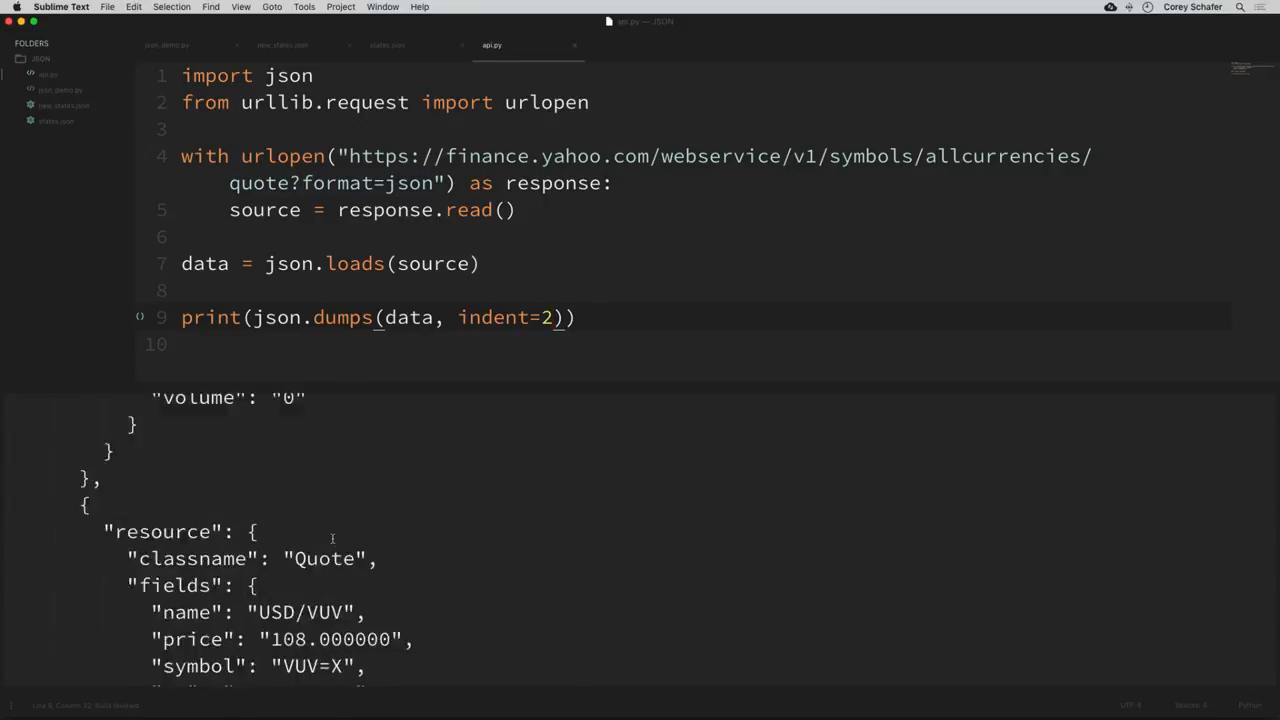 Sublime Text File Edit Selection Find View Goto Tools Project Window Help Corey Schafer
api.py — JSON
FOLDERS
JSON
api.py
json_demo.py
new_states.json
states.json
json_demo.py new_states.json states.json api.py
1 import json
2 from urllib.request import urlopen
3
4 with urlopen("https://finance.yahoo.com/webservice/v1/symbols/allcurrencies/
quote?format=json") as response:
5 source = response.read()
6
7 data = json.loads(source)
8
9 print(json.dumps(data, indent=2))
10
"volume": "0"
}
}
},
{
"resource": {
"classname": "Quote",
"fields": {
"name": "USD/VUV",
"price": "108.000000",
"symbol": "VUV=X",
Line 9, Column 32; Build finished
UTF-8 Spaces: 4 Python